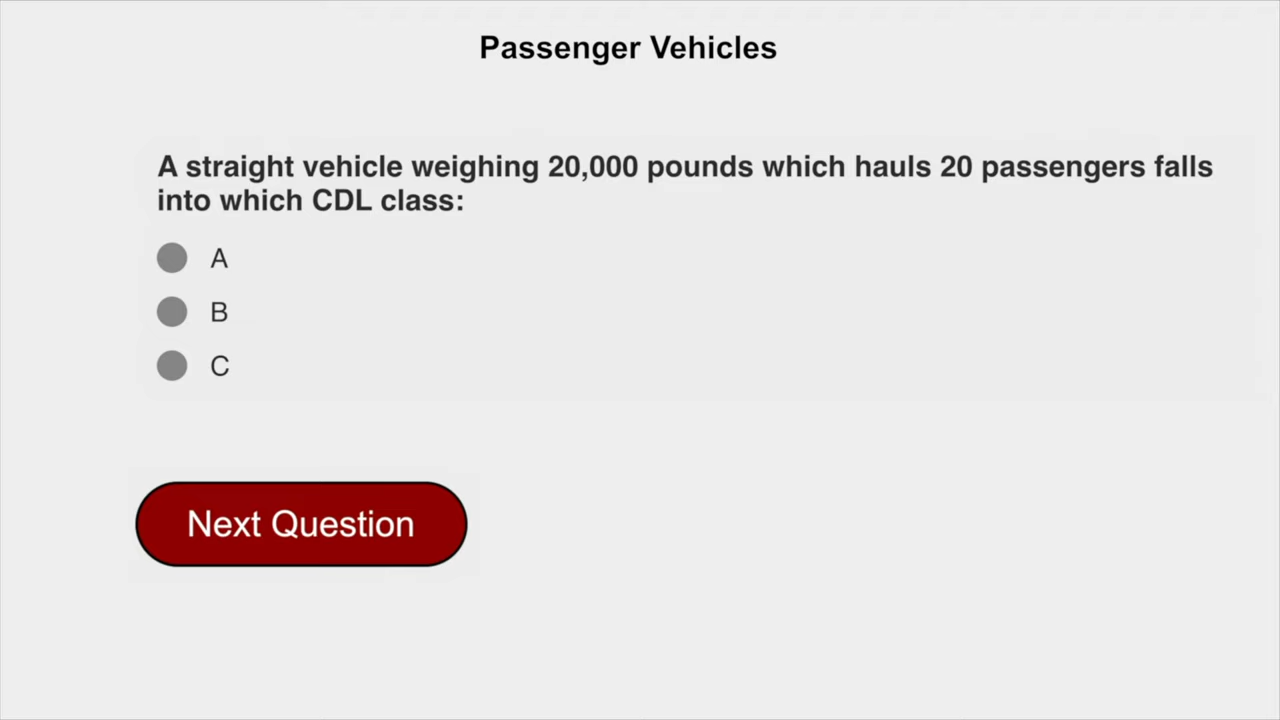 Passenger Vehicles
A straight vehicle weighing 20,000 pounds which hauls 20 passengers falls
into which CDL class:
A
B
C
Next Question